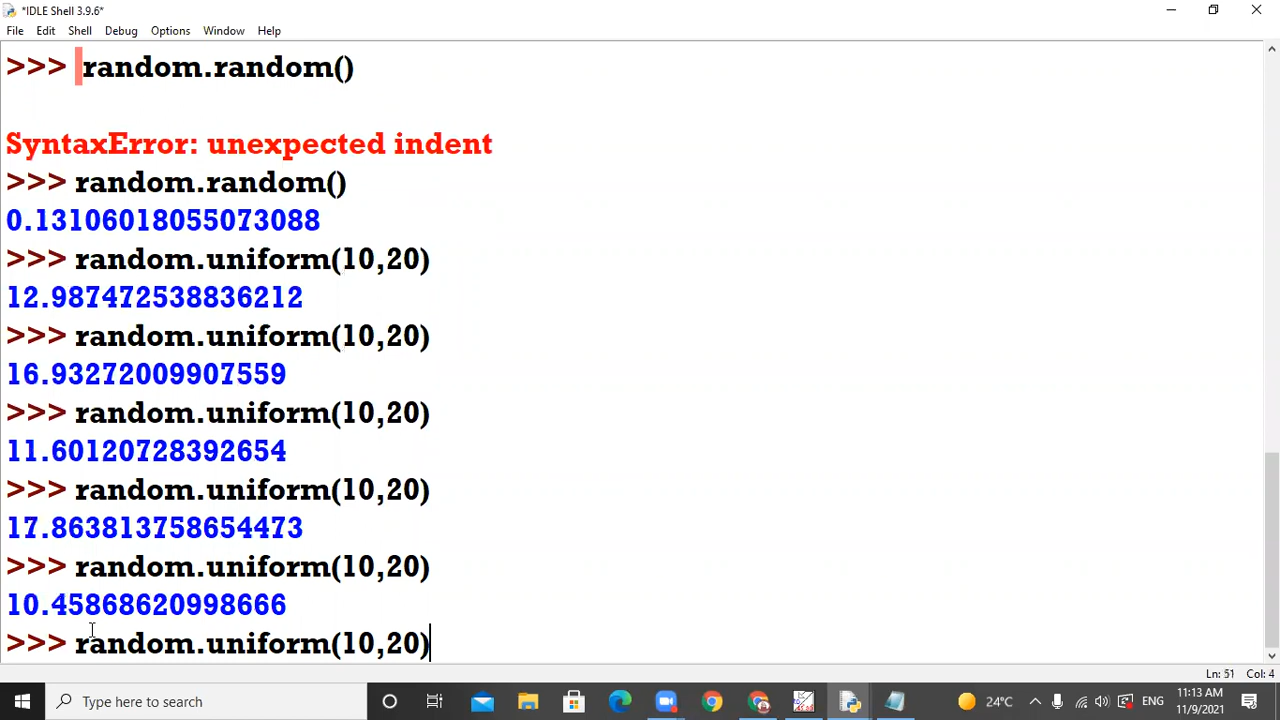 *IDLE Shell 3.9.6*
File Edit Shell Debug Options Window Help
>>> random.random()
SyntaxError: unexpected indent
>>> random.random()
0.13106018055073088
>>> random.uniform(10,20)
12.987472538836212
>>> random.uniform(10,20)
16.93272009907559
>>> random.uniform(10,20)
11.60120728392654
>>> random.uniform(10,20)
17.863813758654473
>>> random.uniform(10,20)
10.45868620998666
>>> random.uniform(10,20)
Ln: 51 Col: 4
Type here to search
24°C
ENG
11:13 AM
11/9/2021